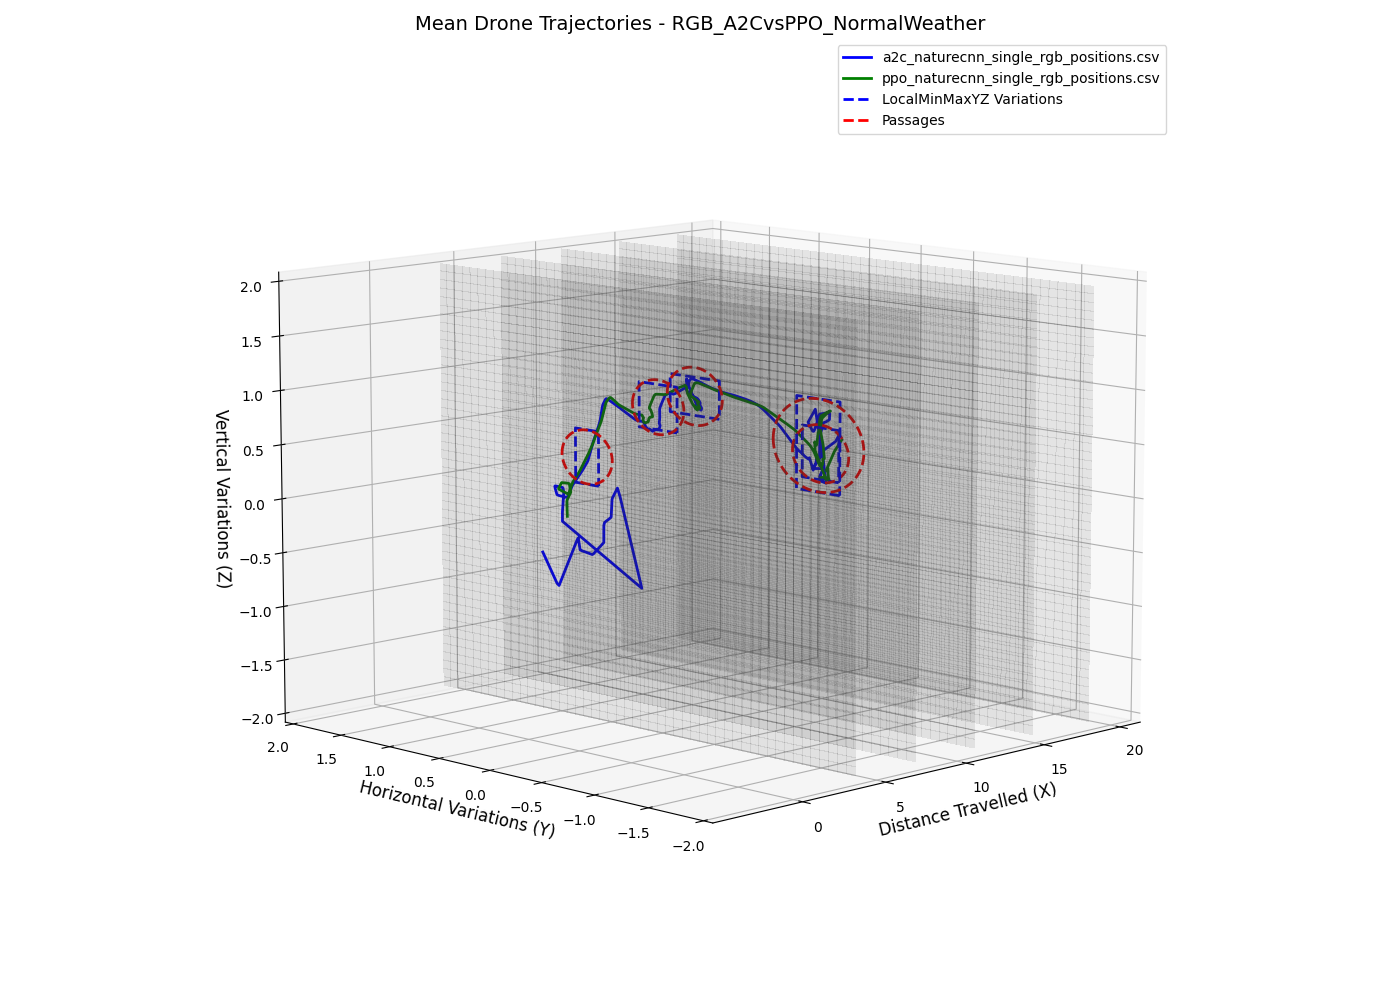 Mean Drone Trajectories - RGB_A2CvsPPO_NormalWeather
a2c_naturecnn_single_rgb_positions.csv
ppo_naturecnn_single_rgb_positions.csv
LocalMinMaxYZ Variations
Passages
Vertical Variations (Z)
2.0
1.5
1.0
0.5
0.0
−0.5
−1.0
−1.5
−2.0
2.0
1.5
1.0
0.5
0.0
−0.5
−1.0
−1.5
−2.0
Horizontal Variations (Y)
0
5
10
15
20
Distance Travelled (X)